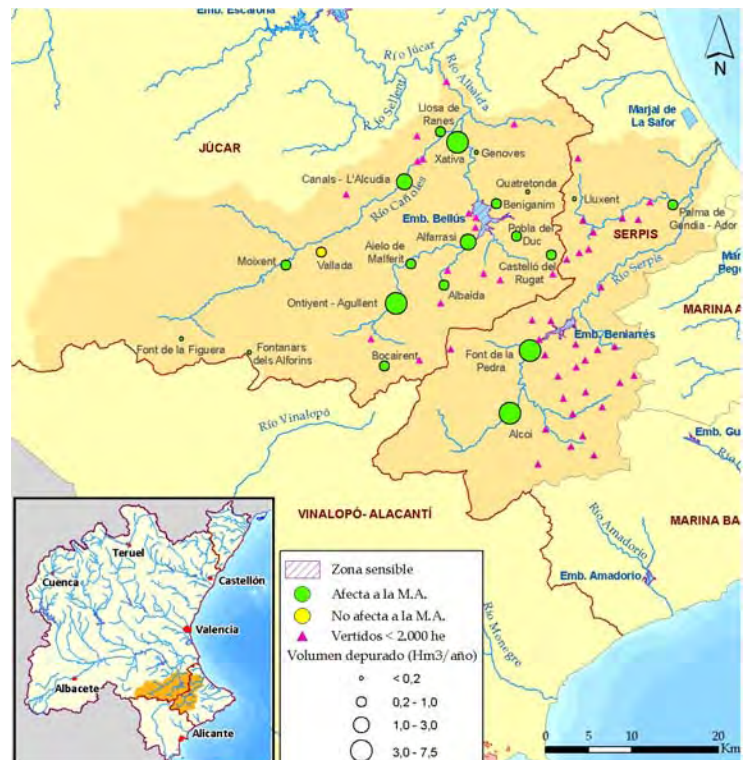 Emb. Escalona
Río Júcar
Río Albaida
Río Sellent
N
Marjal de
La Safor
Llosa de
Ranes
JÚCAR
Xativa
Genoves
Canals - L'Alcudia
Quatretonda
Río Cañoles
Beniganim
Lluxent
Emb. Bellús
Palma de
Gandia - Ador
Alfarrasi
Pobla del
Duc
SERPIS
Aielo de
Malferit
Moixent
Vallada
Castelló del
Rugat
Río Serpis
Albaida
Ontiyent - Agullent
MARINA A
Emb. Beniarrés
Font de la Figuera
Fontanars
dels Alforins
Bocairent
Font de la
Pedra
Río Vinalopó
Alcoi
Emb. Gu
VINALOPÓ- ALACANTÍ
MARINA BA
Río Amadorio
Emb. Amadorio
Río Monegre
Teruel
Cuenca
Castellón
Valencia
Albacete
Alicante
Zona sensible
Afecta a la M.A.
No afecta a la M.A.
Vertidos < 2.000 he
Volumen depurado (Hm3/año)
< 0,2
0,2 - 1,0
1,0 - 3,0
3,0 - 7,5
0 5 10 20
Km